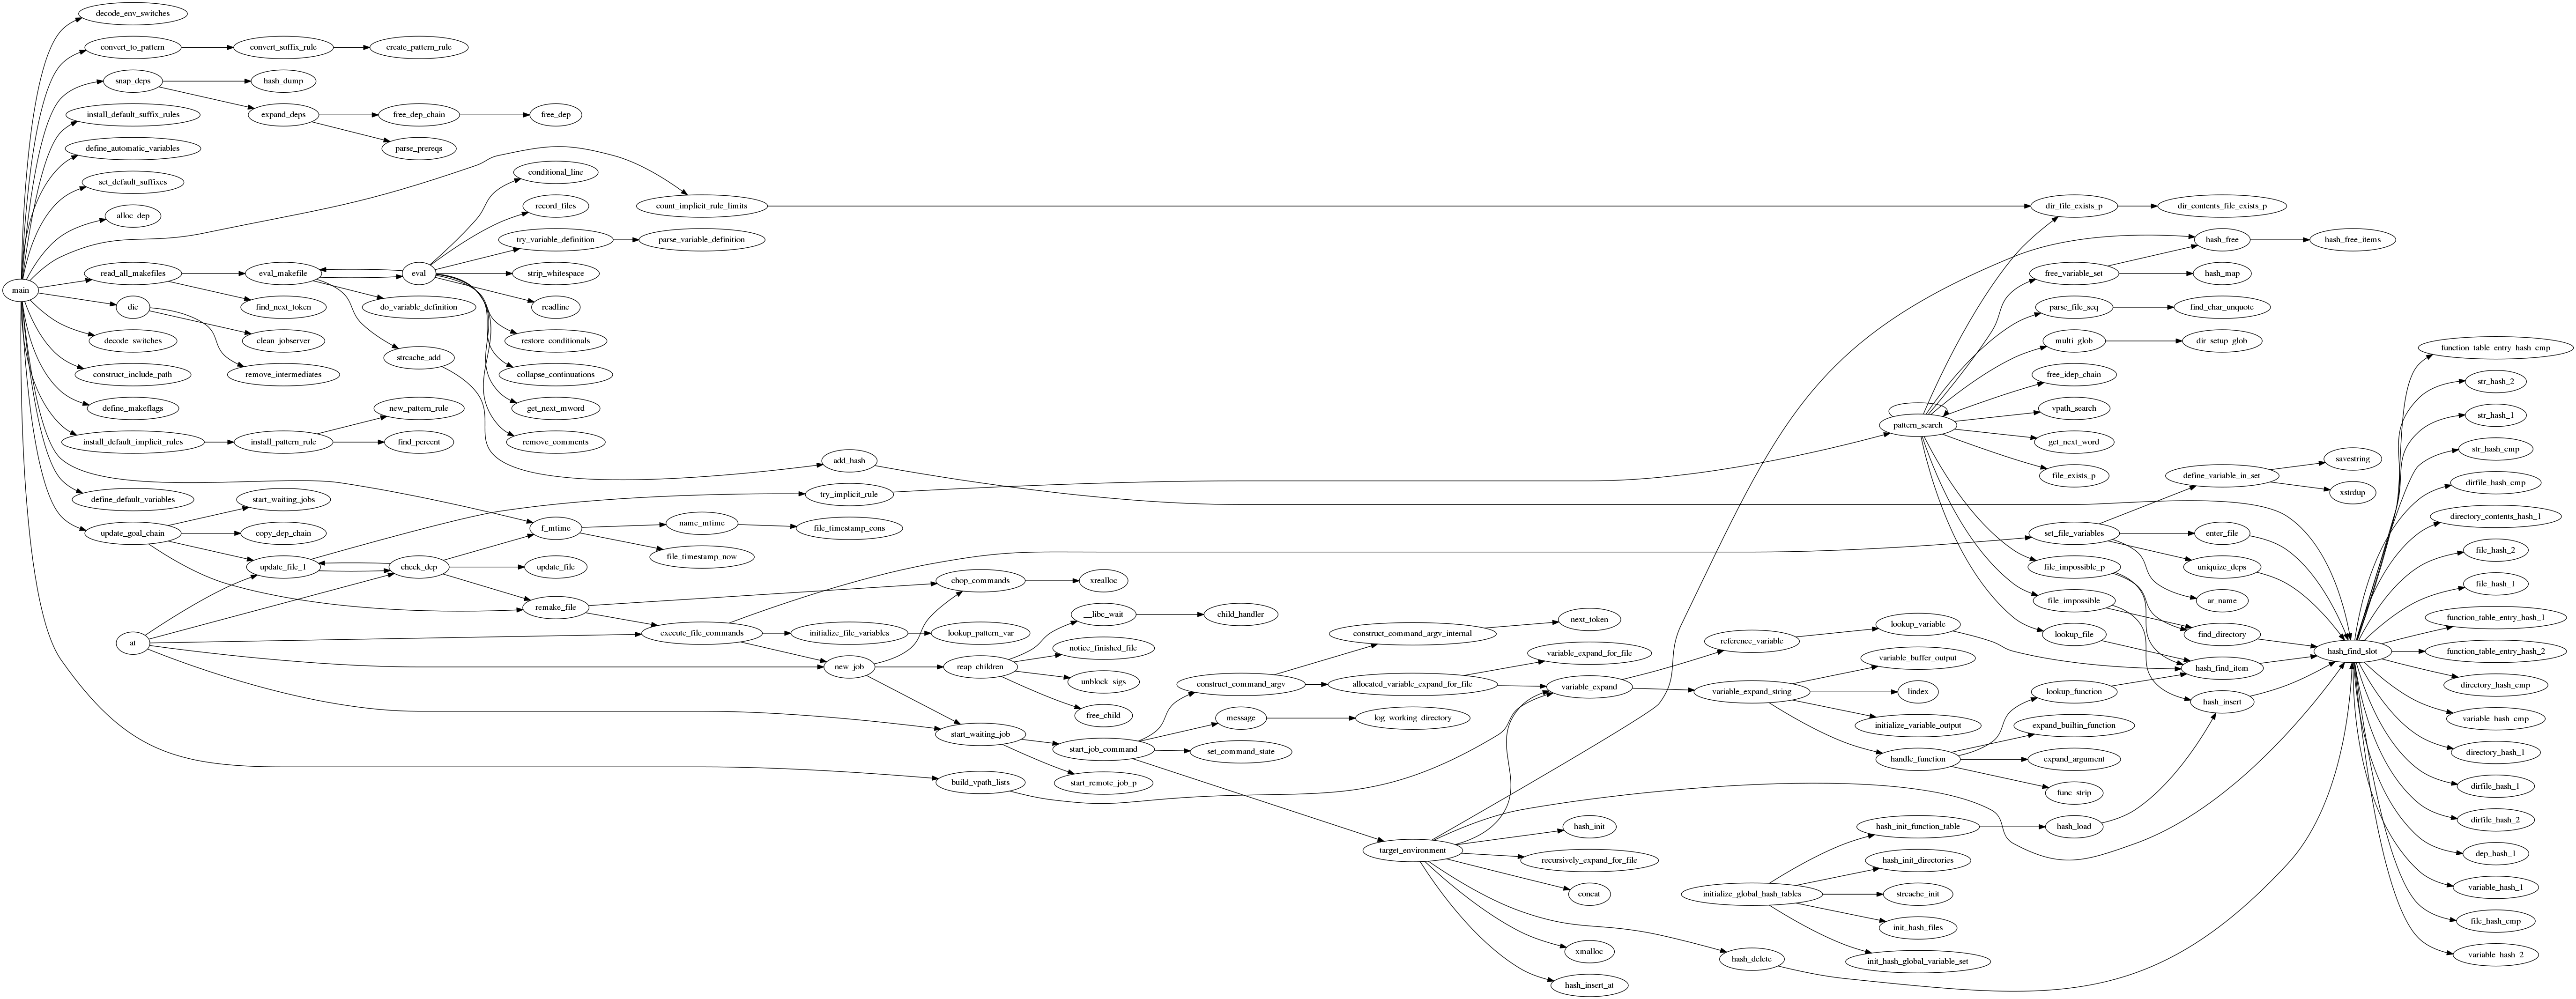 decode_env_switches
convert_to_pattern
convert_suffix_rule
create_pattern_rule
snap_deps
hash_dump
install_default_suffix_rules
expand_deps
free_dep_chain
free_dep
define_automatic_variables
parse_prereqs
set_default_suffixes
alloc_dep
conditional_line
record_files
count_implicit_rule_limits
dir_file_exists_p
dir_contents_file_exists_p
try_variable_definition
parse_variable_definition
hash_free
hash_free_items
main
read_all_makefiles
eval_makefile
eval
strip_whitespace
free_variable_set
hash_map
die
find_next_token
do_variable_definition
readline
parse_file_seq
find_char_unquote
decode_switches
clean_jobserver
restore_conditionals
multi_glob
dir_setup_glob
function_table_entry_hash_cmp
strcache_add
construct_include_path
remove_intermediates
collapse_continuations
free_idep_chain
str_hash_2
define_makeflags
new_pattern_rule
get_next_mword
vpath_search
str_hash_1
pattern_search
install_default_implicit_rules
install_pattern_rule
find_percent
remove_comments
get_next_word
str_hash_cmp
add_hash
savestring
file_exists_p
define_variable_in_set
dirfile_hash_cmp
define_default_variables
start_waiting_jobs
try_implicit_rule
xstrdup
directory_contents_hash_1
update_goal_chain
copy_dep_chain
f_mtime
name_mtime
file_timestamp_cons
set_file_variables
enter_file
file_timestamp_now
file_hash_2
update_file_1
check_dep
update_file
file_impossible_p
uniquize_deps
chop_commands
xrealloc
file_hash_1
remake_file
file_impossible
ar_name
__libc_wait
child_handler
next_token
function_table_entry_hash_1
at
execute_file_commands
initialize_file_variables
lookup_pattern_var
construct_command_argv_internal
reference_variable
lookup_variable
lookup_file
find_directory
notice_finished_file
variable_expand_for_file
hash_find_slot
function_table_entry_hash_2
new_job
reap_children
variable_buffer_output
hash_find_item
unblock_sigs
construct_command_argv
allocated_variable_expand_for_file
variable_expand
variable_expand_string
lindex
lookup_function
directory_hash_cmp
free_child
message
log_working_directory
initialize_variable_output
expand_builtin_function
hash_insert
variable_hash_cmp
start_waiting_job
start_job_command
set_command_state
handle_function
expand_argument
directory_hash_1
build_vpath_lists
start_remote_job_p
func_strip
dirfile_hash_1
hash_init
hash_init_function_table
hash_load
dirfile_hash_2
target_environment
recursively_expand_for_file
hash_init_directories
dep_hash_1
concat
initialize_global_hash_tables
strcache_init
variable_hash_1
init_hash_files
file_hash_cmp
xmalloc
hash_delete
init_hash_global_variable_set
variable_hash_2
hash_insert_at